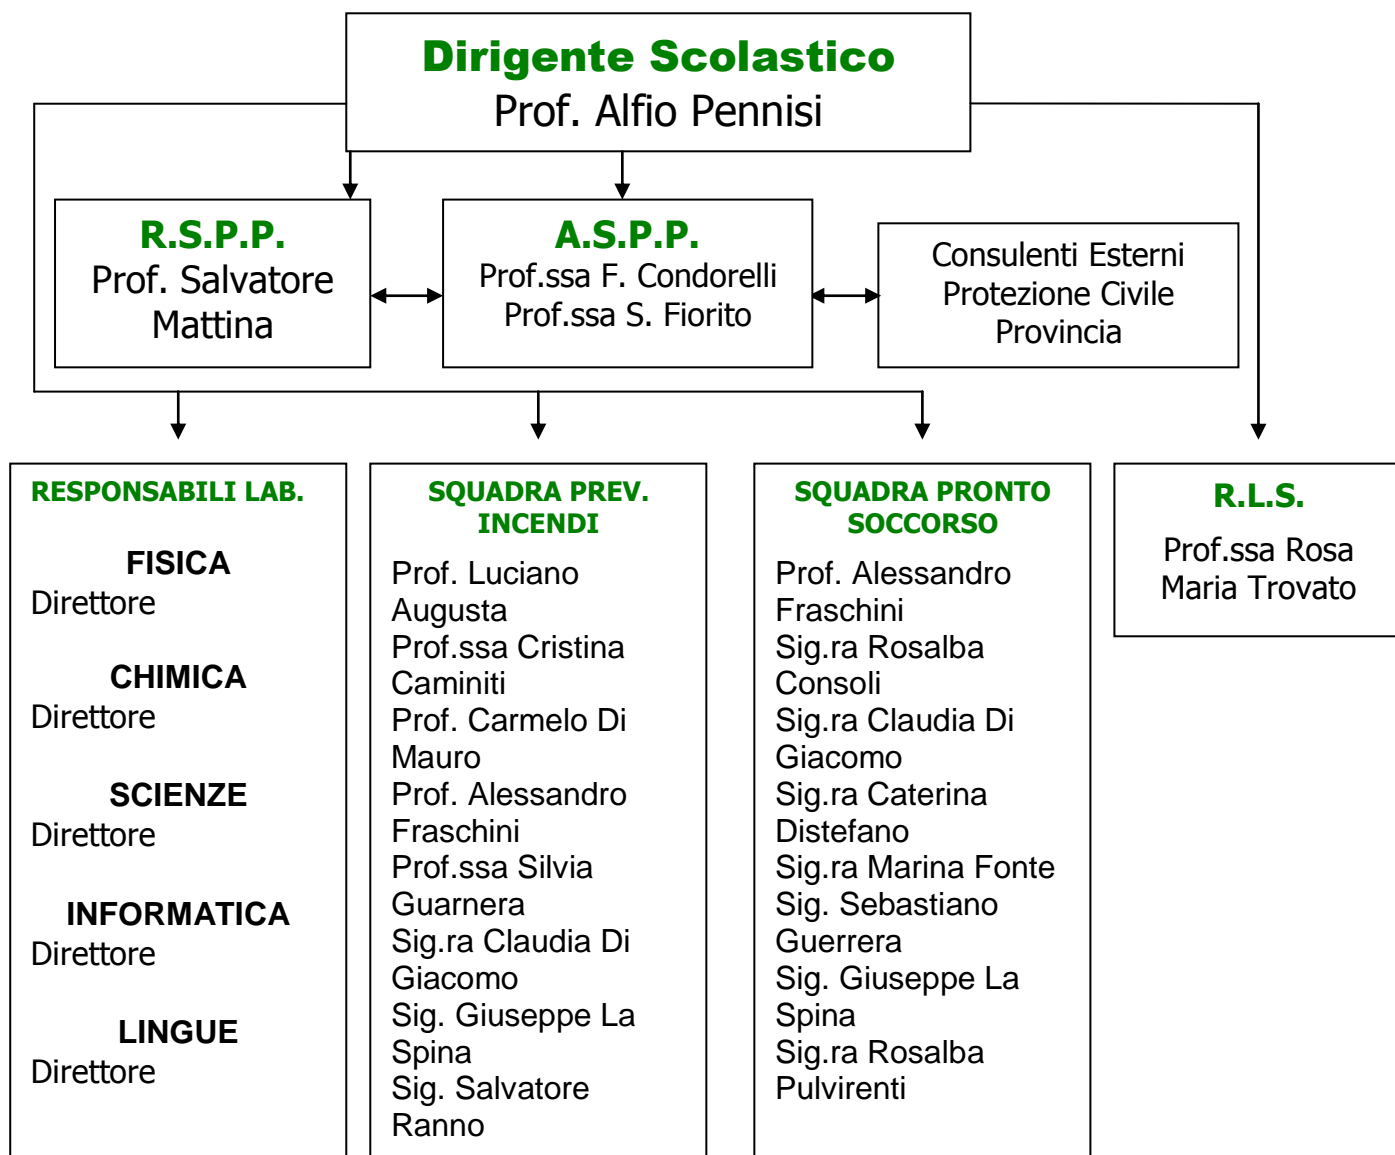 Dirigente Scolastico
Prof. Alfio Pennisi
R.S.P.P.
Prof. Salvatore
Mattina
A.S.P.P.
Prof.ssa F. Condorelli
Prof.ssa S. Fiorito
Consulenti Esterni
Protezione Civile
Provincia
RESPONSABILI LAB.
FISICA
Direttore
CHIMICA
Direttore
SCIENZE
Direttore
INFORMATICA
Direttore
LINGUE
Direttore
SQUADRA PREV.
INCENDI
Prof. Luciano
Augusta
Prof.ssa Cristina
Caminiti
Prof. Carmelo Di
Mauro
Prof. Alessandro
Fraschini
Prof.ssa Silvia
Guarnera
Sig.ra Claudia Di
Giacomo
Sig. Giuseppe La
Spina
Sig. Salvatore
Ranno
SQUADRA PRONTO
SOCCORSO
Prof. Alessandro
Fraschini
Sig.ra Rosalba
Consoli
Sig.ra Claudia Di
Giacomo
Sig.ra Caterina
Distefano
Sig.ra Marina Fonte
Sig. Sebastiano
Guerrera
Sig. Giuseppe La
Spina
Sig.ra Rosalba
Pulvirenti
R.L.S.
Prof.ssa Rosa
Maria Trovato